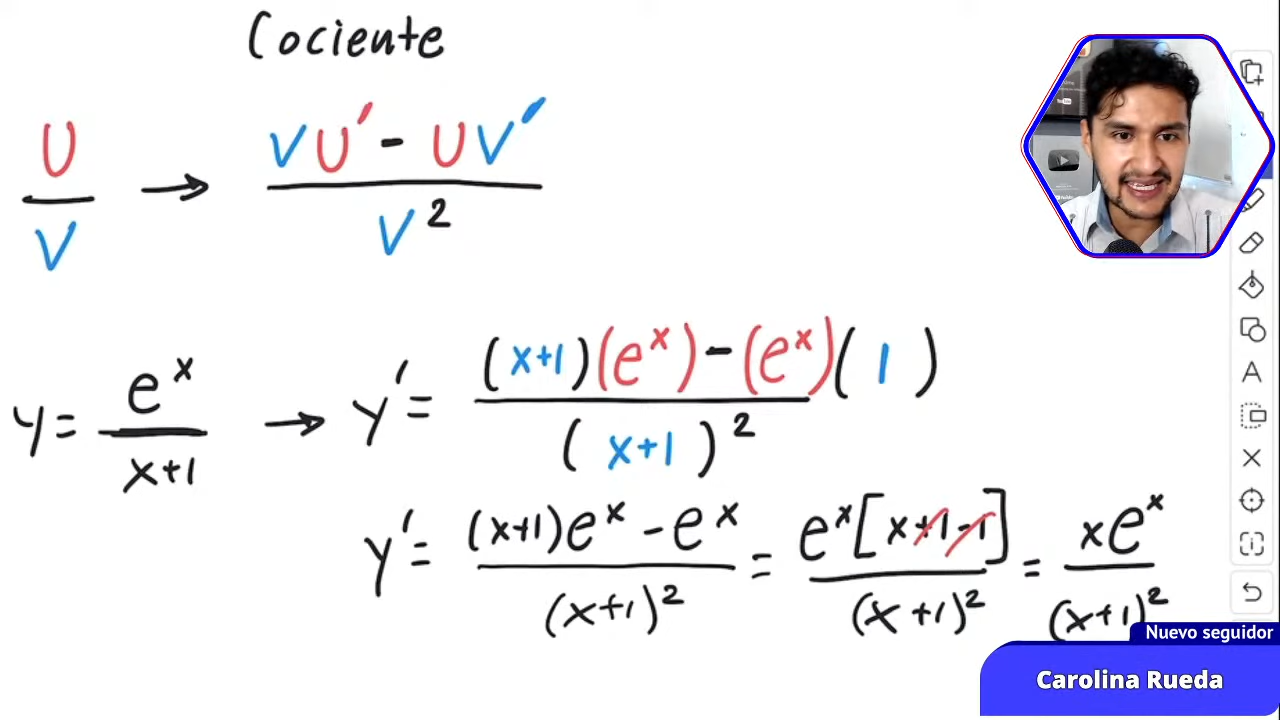 Cociente
U/V → (VU' - UV')/V²
y = e^x/(x+1) → y' = ((x+1)(e^x) - (e^x)(1))/(x+1)²
y' = ((x+1)e^x - e^x)/(x+1)² = e^x[x+1-1]/(x+1)² = xe^x/(x+1)²
Nuevo seguidor
Carolina Rueda